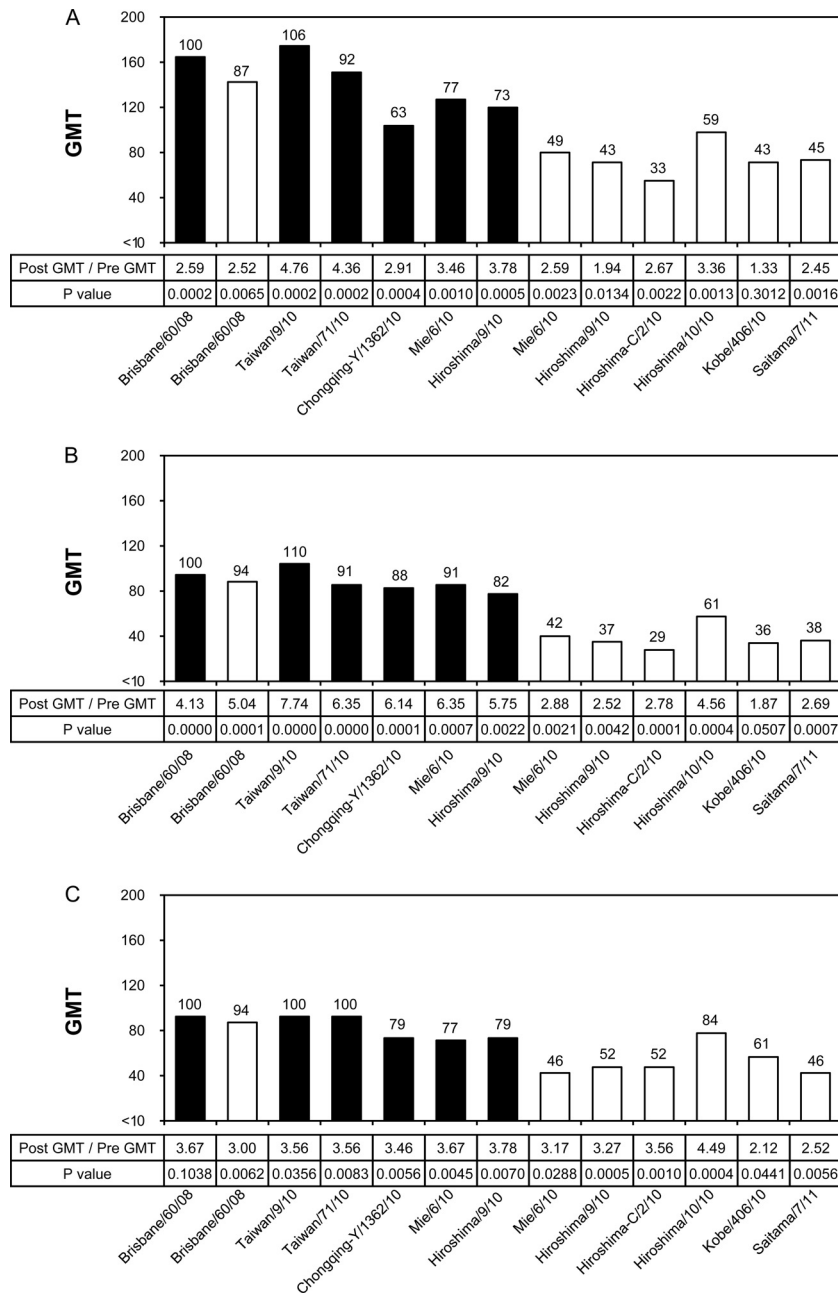 A
200
160
120
80
40
<10
GMT
100 87 106 92 63 77 73 49 43 33 59 43 45
Post GMT / Pre GMT 2.59 2.52 4.76 4.36 2.91 3.46 3.78 2.59 1.94 2.67 3.36 1.33 2.45
P value 0.0002 0.0065 0.0002 0.0002 0.0004 0.0010 0.0005 0.0023 0.0134 0.0022 0.0013 0.3012 0.0016
Brisbane/60/08 Brisbane/60/08 Taiwan/9/10 Taiwan/71/10 Chongqing-Y/1362/10 Mie/6/10 Hiroshima/9/10 Mie/6/10 Hiroshima/9/10 Hiroshima-C/2/10 Hiroshima/10/10 Kobe/406/10 Saitama/7/11
B
200
160
120
80
40
<10
GMT
100 94 110 91 88 91 82 42 37 29 61 36 38
Post GMT / Pre GMT 4.13 5.04 7.74 6.35 6.14 6.35 5.75 2.88 2.52 2.78 4.56 1.87 2.69
P value 0.0000 0.0001 0.0000 0.0000 0.0001 0.0007 0.0022 0.0021 0.0042 0.0001 0.0004 0.0507 0.0007
Brisbane/60/08 Brisbane/60/08 Taiwan/9/10 Taiwan/71/10 Chongqing-Y/1362/10 Mie/6/10 Hiroshima/9/10 Mie/6/10 Hiroshima/9/10 Hiroshima-C/2/10 Hiroshima/10/10 Kobe/406/10 Saitama/7/11
C
200
160
120
80
40
<10
GMT
100 94 100 100 79 77 79 46 52 52 84 61 46
Post GMT / Pre GMT 3.67 3.00 3.56 3.56 3.46 3.67 3.78 3.17 3.27 3.56 4.49 2.12 2.52
P value 0.1038 0.0062 0.0356 0.0083 0.0056 0.0045 0.0070 0.0288 0.0005 0.0010 0.0004 0.0441 0.0056
Brisbane/60/08 Brisbane/60/08 Taiwan/9/10 Taiwan/71/10 Chongqing-Y/1362/10 Mie/6/10 Hiroshima/9/10 Mie/6/10 Hiroshima/9/10 Hiroshima-C/2/10 Hiroshima/10/10 Kobe/406/10 Saitama/7/11